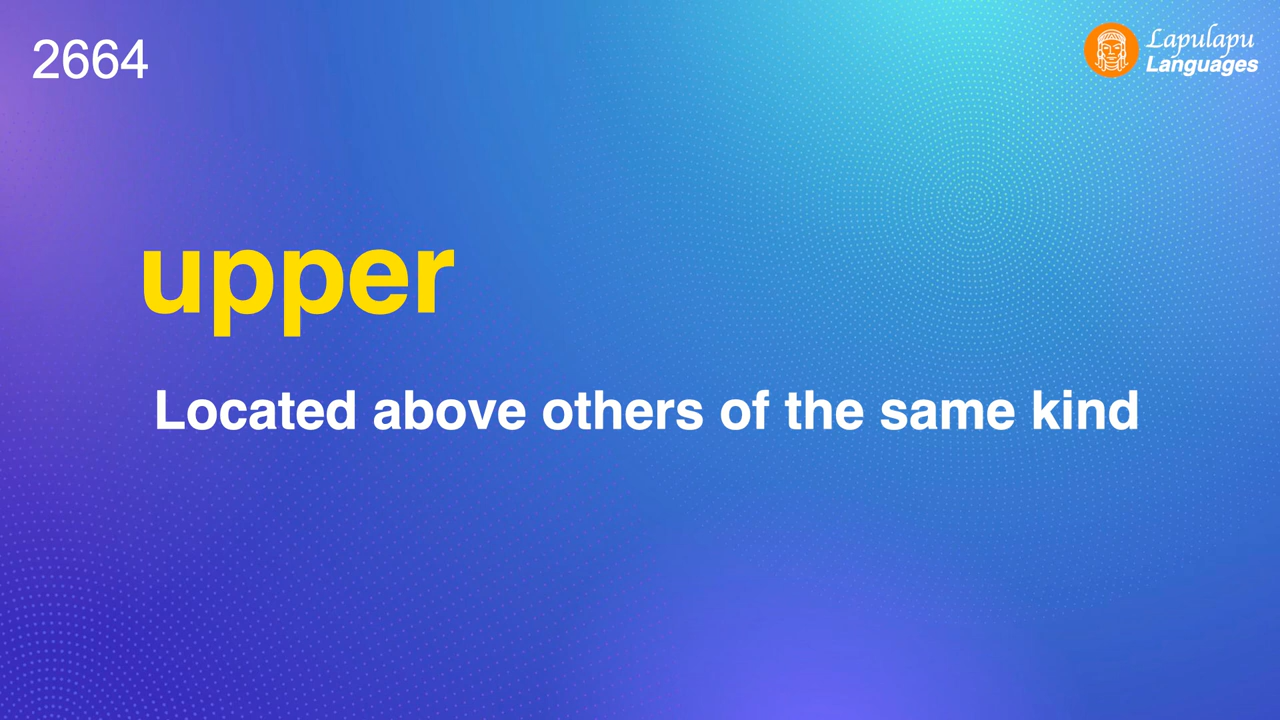 2664
Lapulapu
Languages
upper
Located above others of the same kind